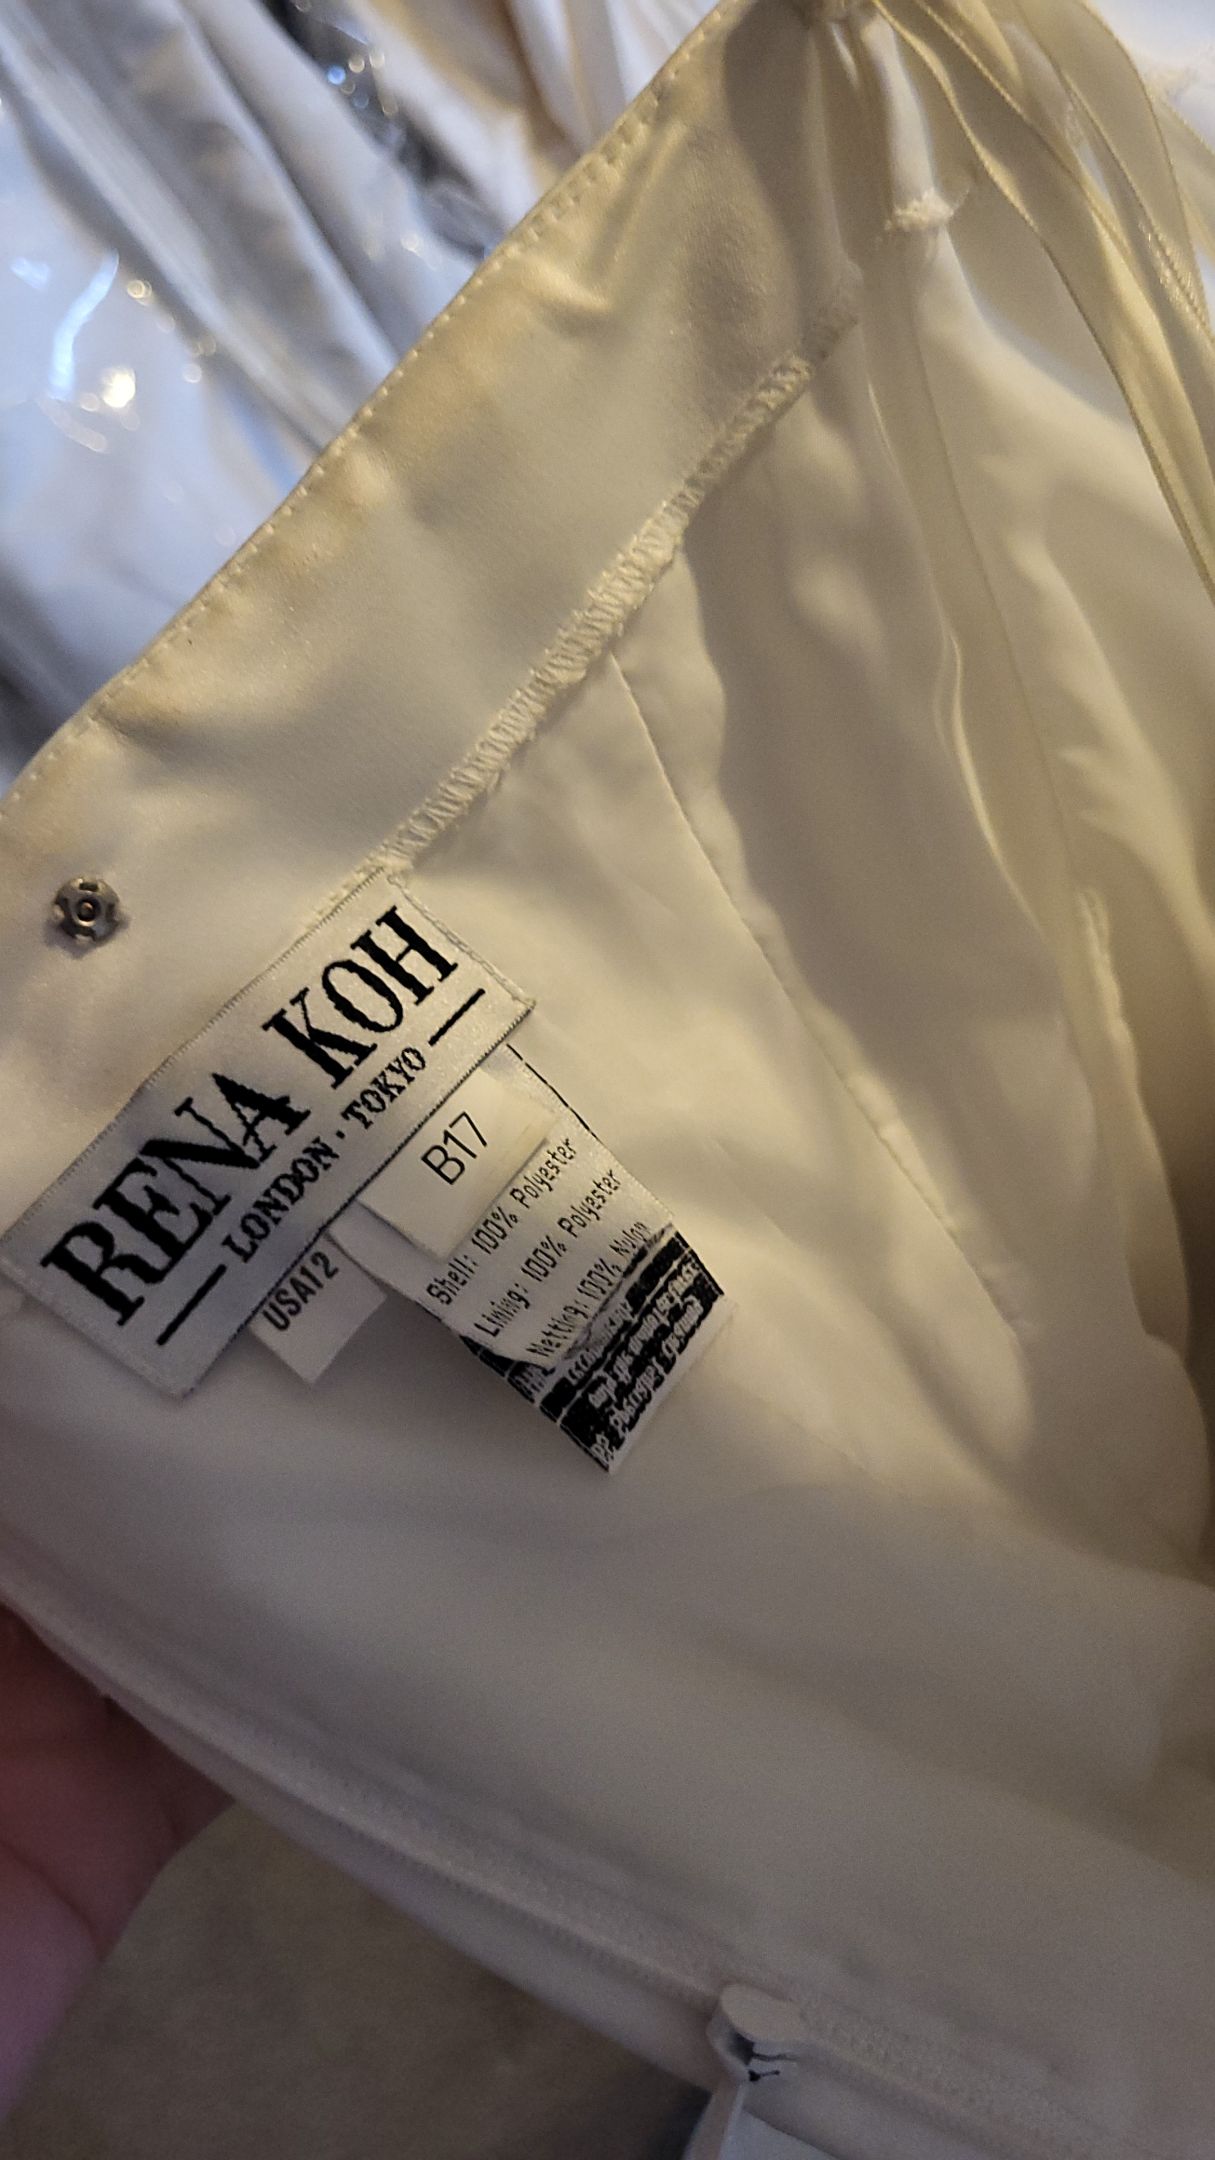 RENA KOH
LONDON · TOKYO
B17
USA12
Shell: 100% Polyester
Lining: 100% Polyester
Netting: 100% Nylon